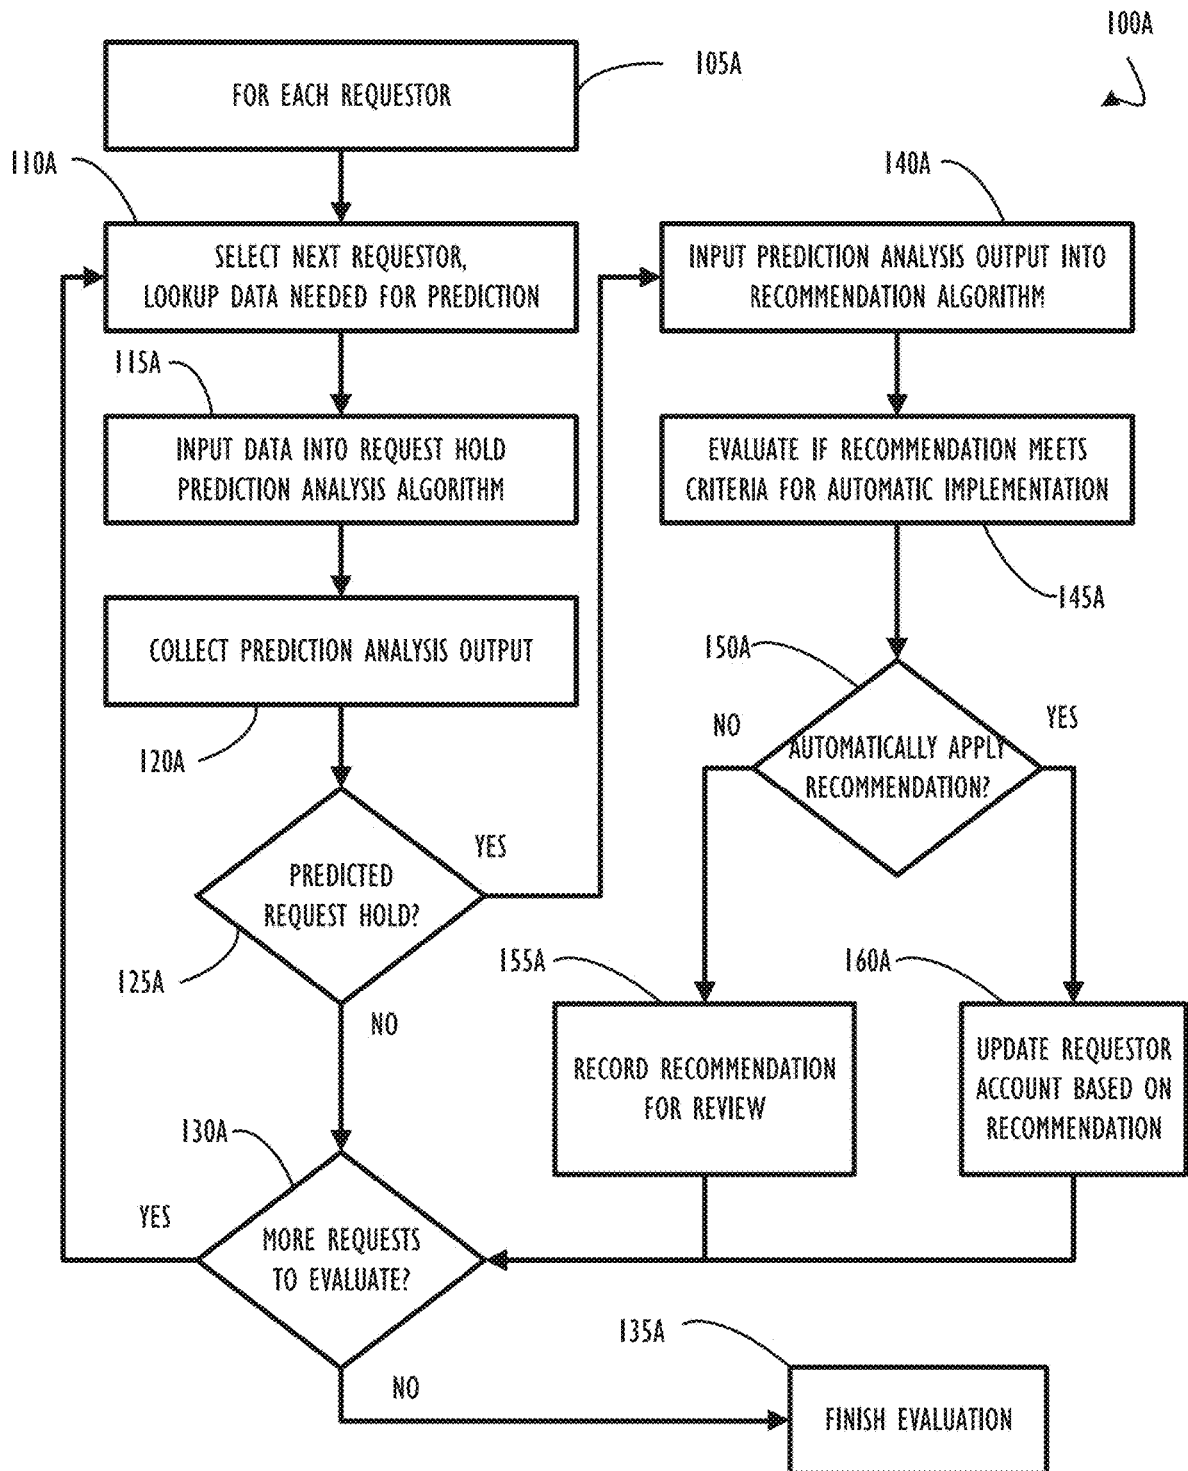 100A
105A
FOR EACH REQUESTOR
110A
SELECT NEXT REQUESTOR,
LOOKUP DATA NEEDED FOR PREDICTION
115A
INPUT DATA INTO REQUEST HOLD
PREDICTION ANALYSIS ALGORITHM
COLLECT PREDICTION ANALYSIS OUTPUT
120A
PREDICTED
REQUEST HOLD?
YES
125A
NO
130A
YES
MORE REQUESTS
TO EVALUATE?
NO
135A
FINISH EVALUATION
140A
INPUT PREDICTION ANALYSIS OUTPUT INTO
RECOMMENDATION ALGORITHM
EVALUATE IF RECOMMENDATION MEETS
CRITERIA FOR AUTOMATIC IMPLEMENTATION
145A
150A
NO
YES
AUTOMATICALLY APPLY
RECOMMENDATION?
155A
RECORD RECOMMENDATION
FOR REVIEW
160A
UPDATE REQUESTOR
ACCOUNT BASED ON
RECOMMENDATION